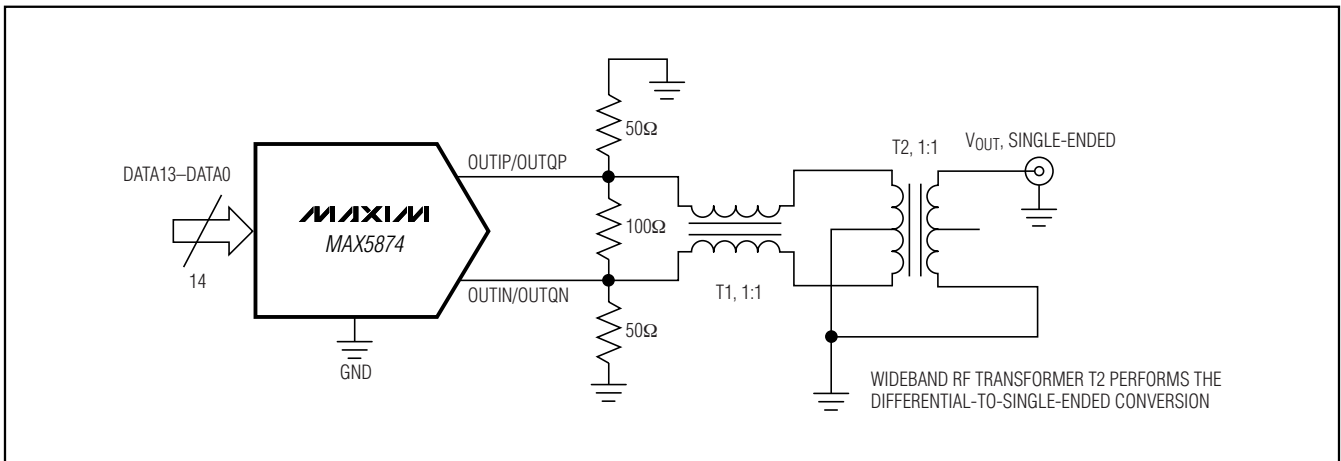 DATA13–DATA0
14
MAXIM
MAX5874
GND
OUTIP/OUTQP
OUTIN/OUTQN
50Ω
100Ω
50Ω
T1, 1:1
T2, 1:1
VOUT, SINGLE-ENDED
WIDEBAND RF TRANSFORMER T2 PERFORMS THE
DIFFERENTIAL-TO-SINGLE-ENDED CONVERSION